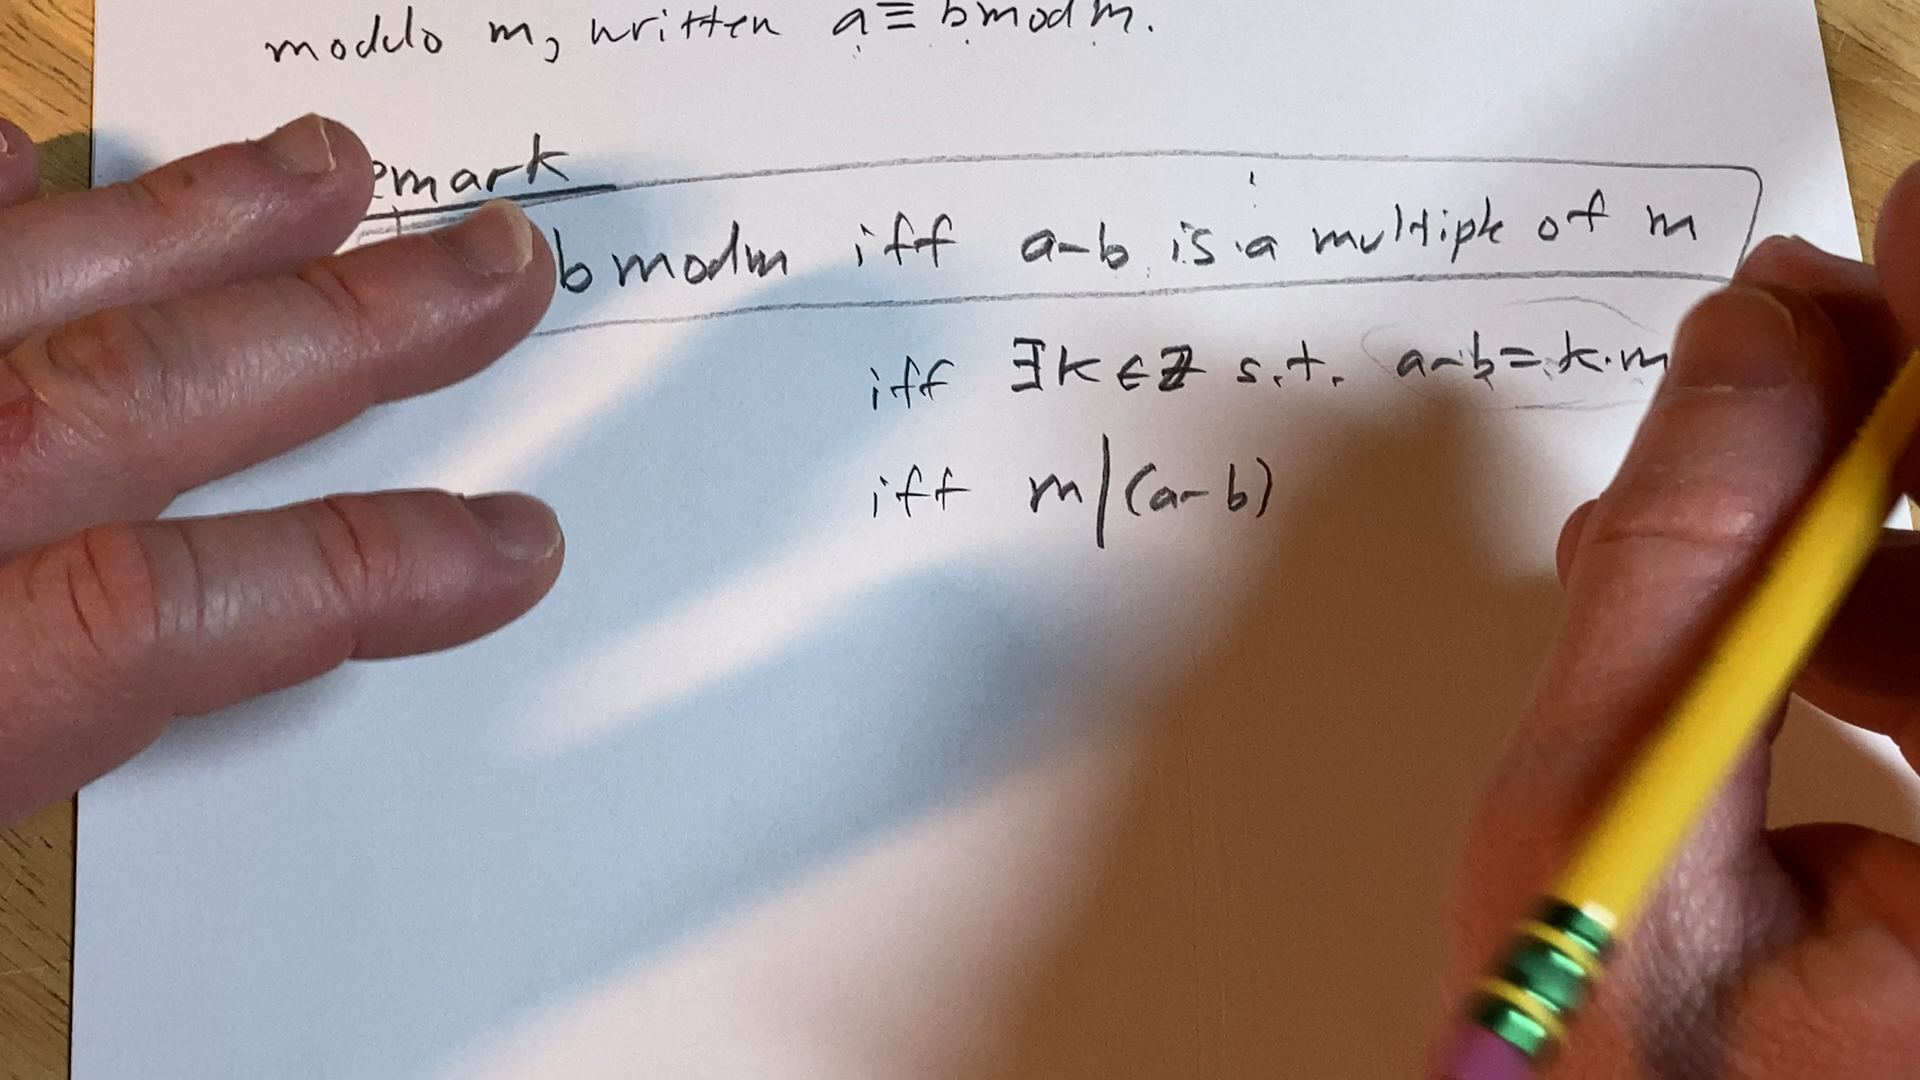 modulo m, written a ≡ b mod m.
emark
b mod m iff a-b is a multiple of m
iff ∃ k ∈ ℤ s.t. a-b = k·m
iff m|(a-b)